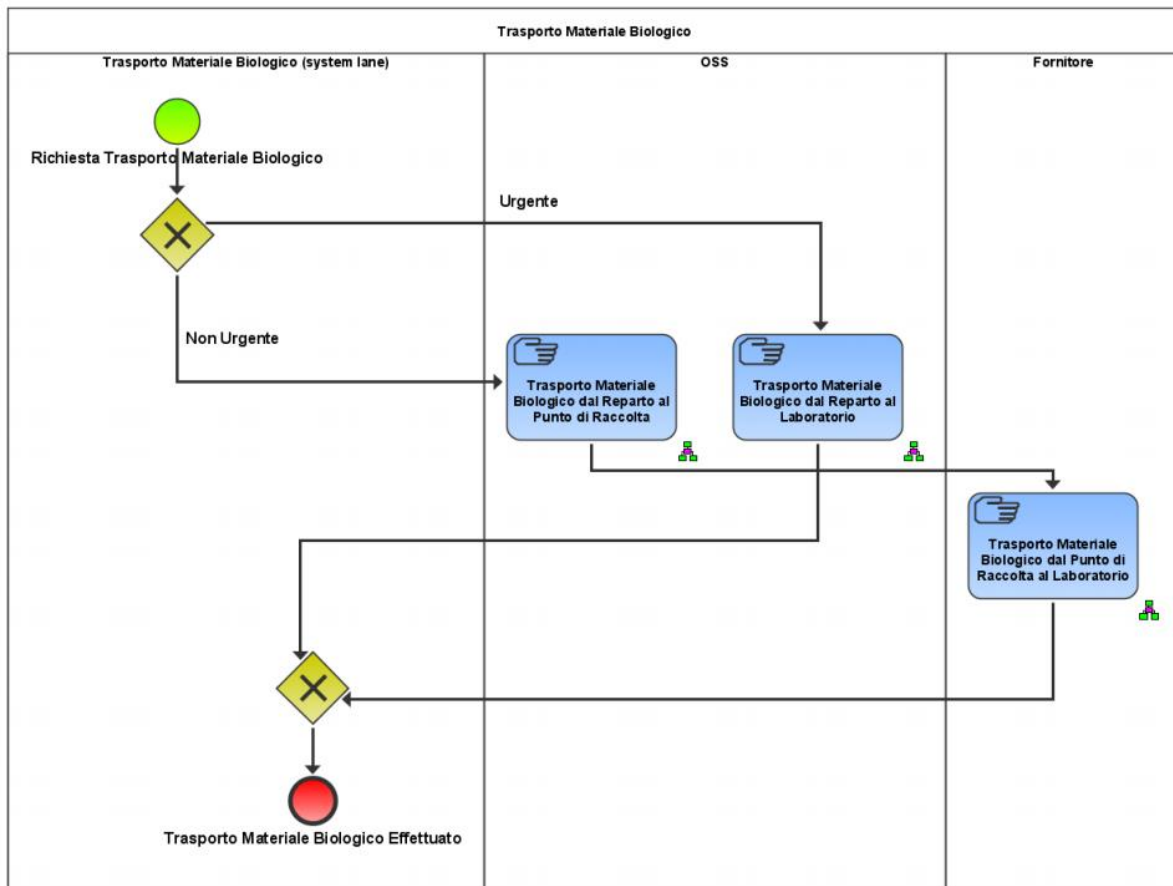 Trasporto Materiale Biologico
Trasporto Materiale Biologico (system lane)
OSS
Fornitore
Richiesta Trasporto Materiale Biologico
Urgente
Non Urgente
Trasporto Materiale
Biologico dal Reparto al
Punto di Raccolta
Trasporto Materiale
Biologico dal Reparto al
Laboratorio
Trasporto Materiale
Biologico dal Punto di
Raccolta al Laboratorio
Trasporto Materiale Biologico Effettuato